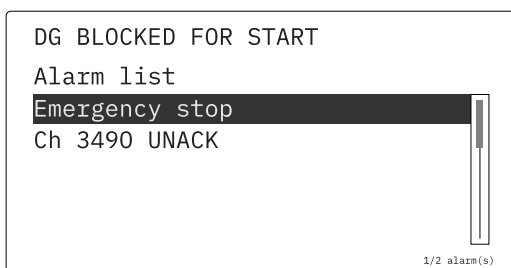 DG BLOCKED FOR START
Alarm list
Emergency stop
Ch 3490 UNACK
1/2 alarm(s)